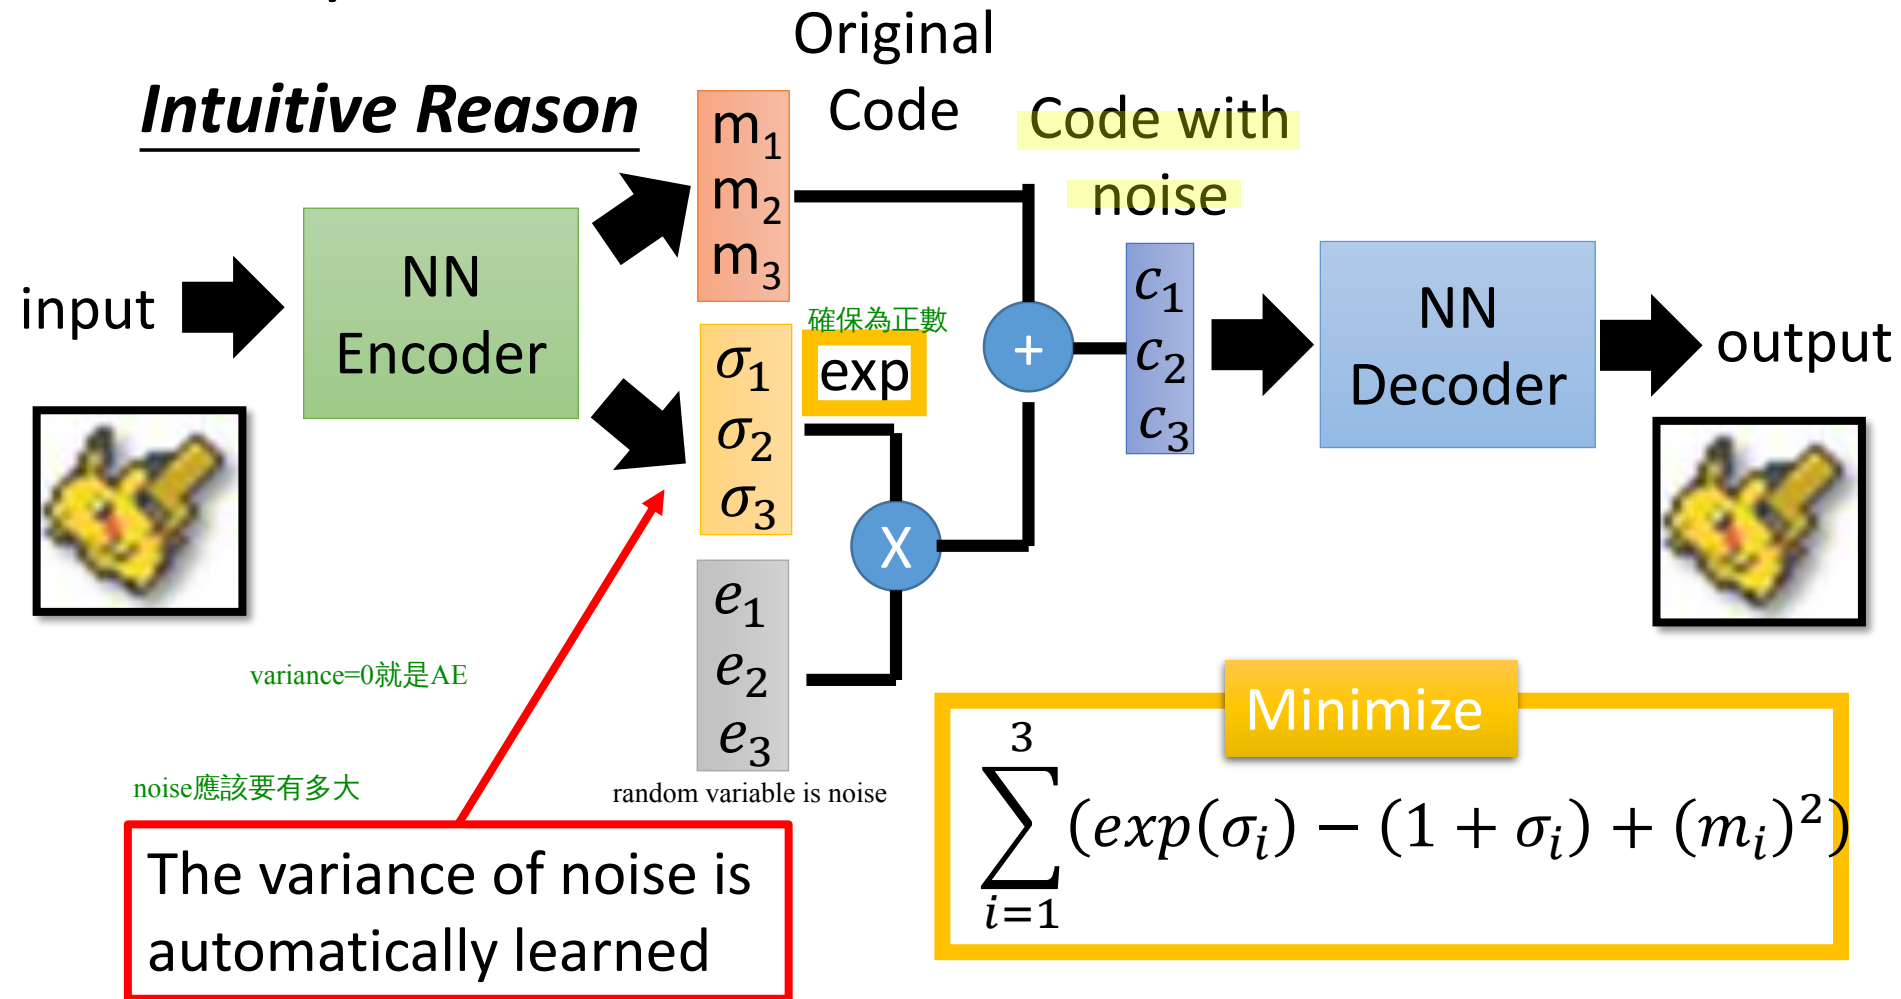 Original
Code
Intuitive Reason
Code with
noise
m₁
m₂
m₃
input
NN
Encoder
確保為正數
exp
σ₁
σ₂
σ₃
+
c₁
c₂
c₃
NN
Decoder
output
X
e₁
e₂
e₃
random variable is noise
variance=0就是AE
noise應該要有多大
The variance of noise is
automatically learned
Minimize
3
∑(exp(σᵢ) − (1 + σᵢ) + (mᵢ)²)
i=1